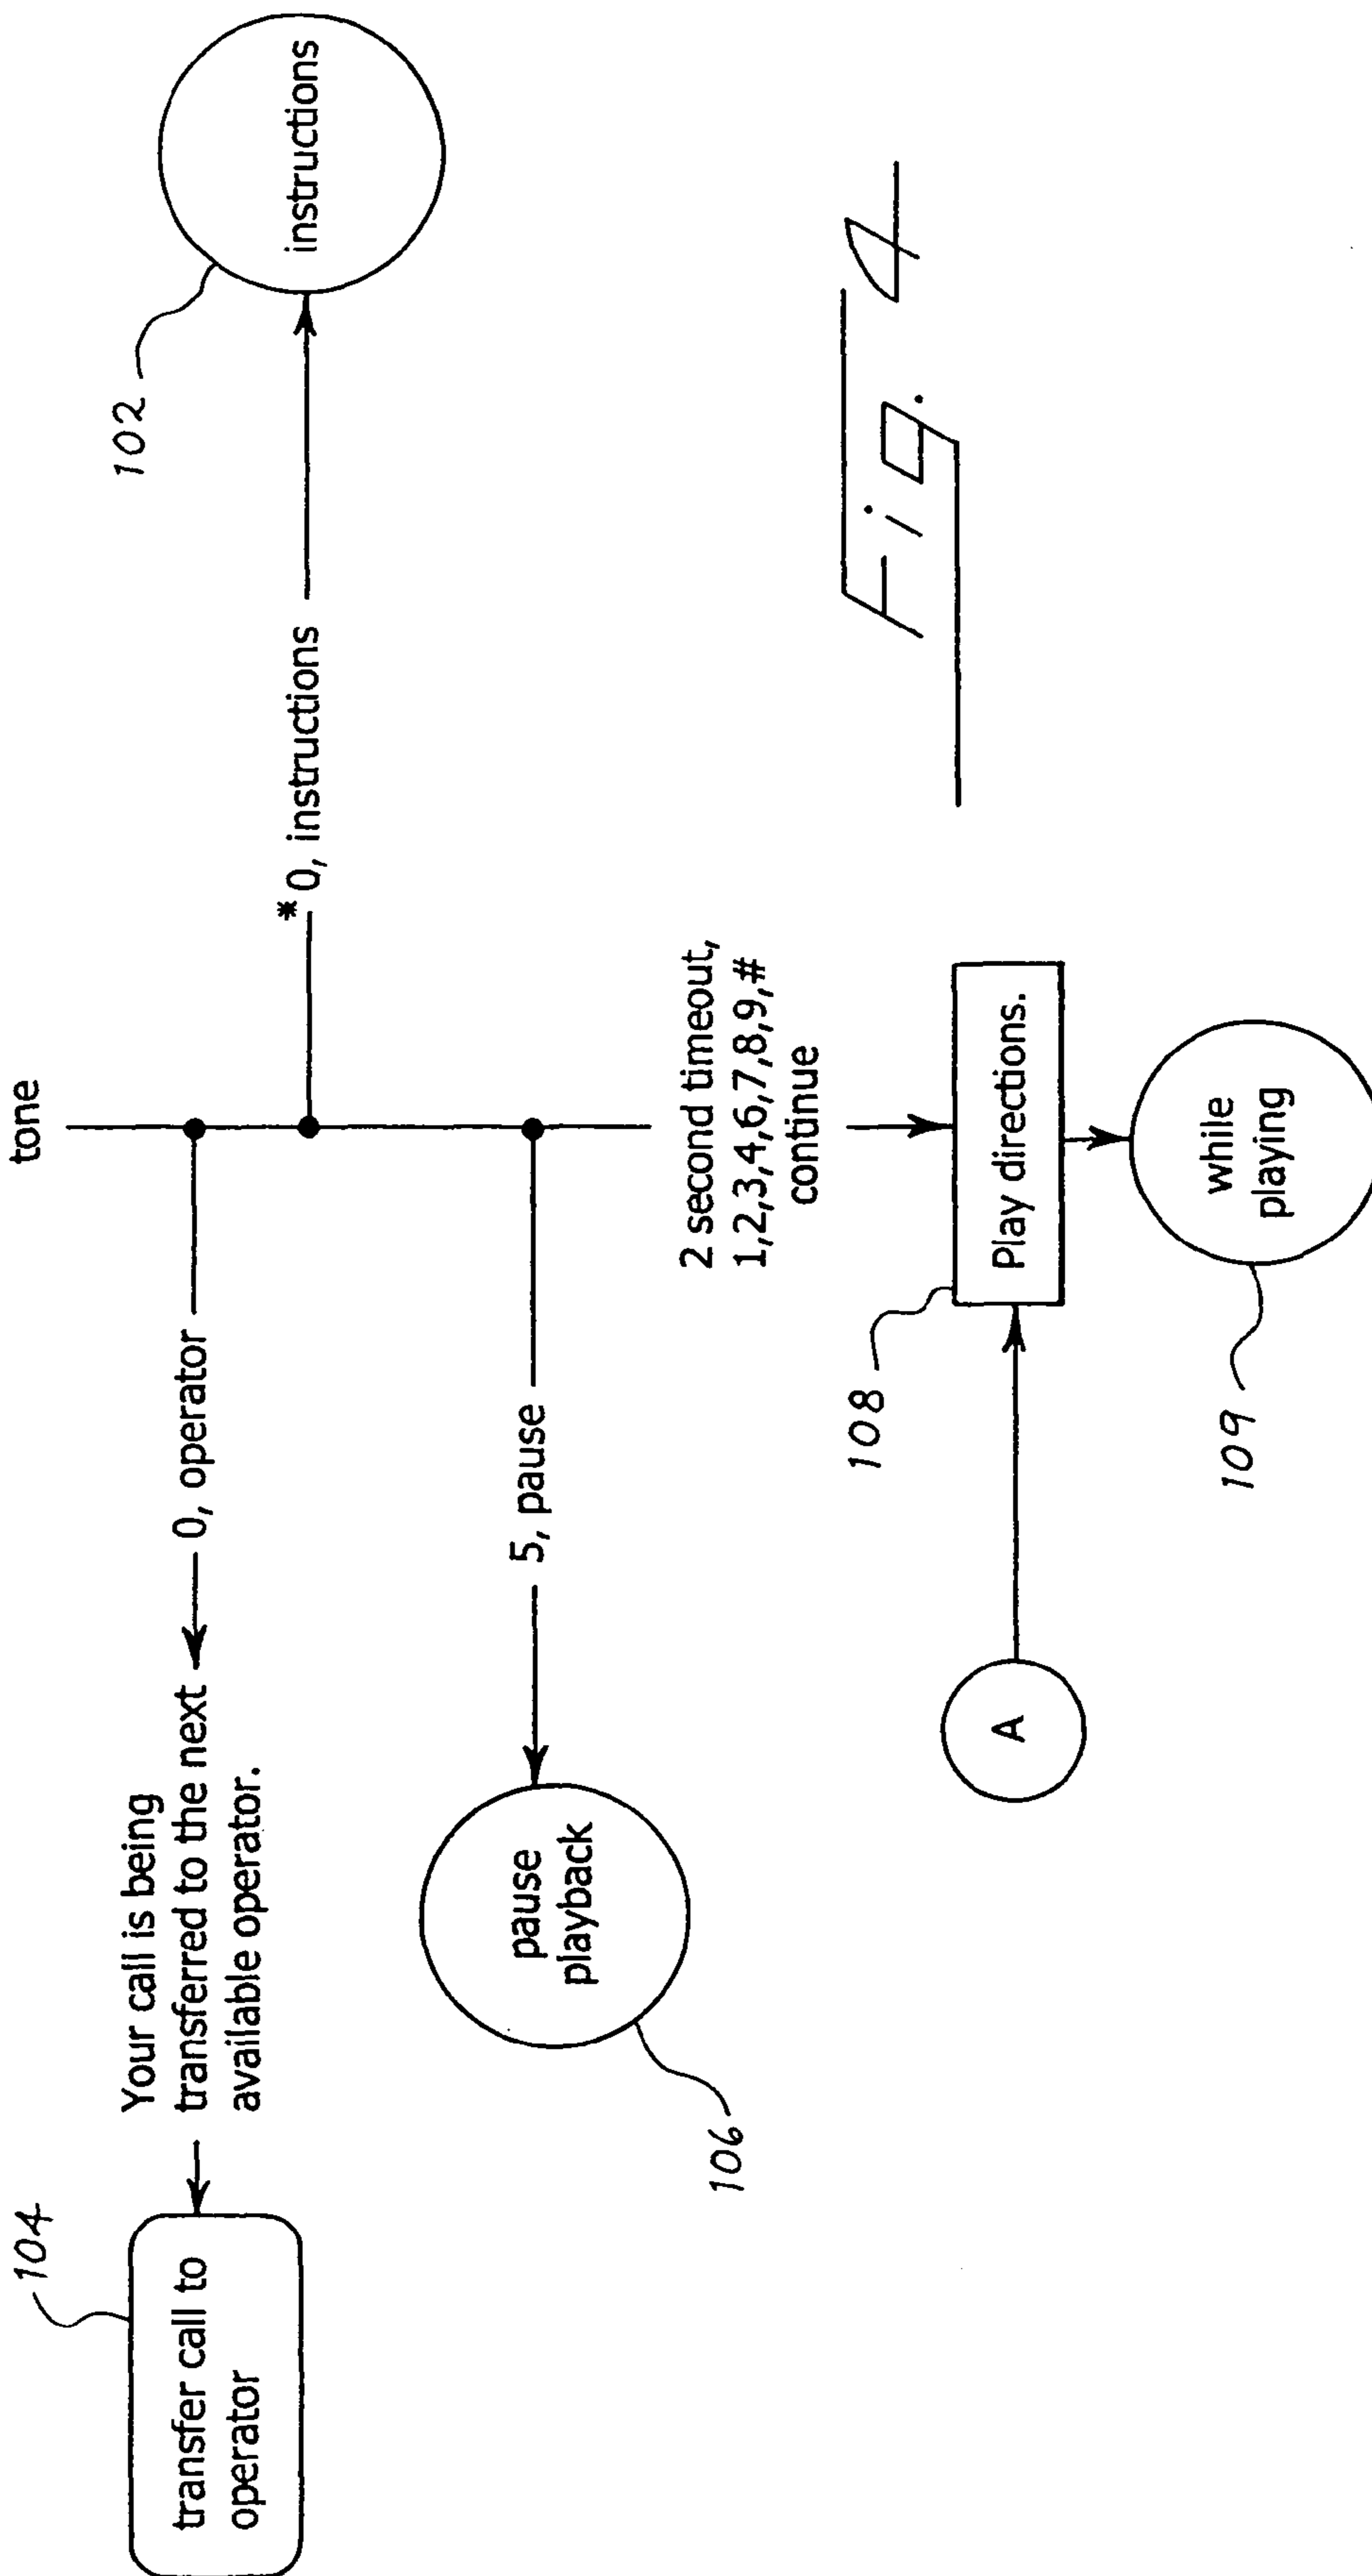 tone
104
Your call is being
transferred to the next
available operator.
0, operator
transfer call to
operator
* 0, instructions
102
instructions
5, pause
pause
playback
106
2 second timeout,
1,2,3,4,6,7,8,9,#
continue
108
Play directions.
A
109
while
playing
Fig. 4